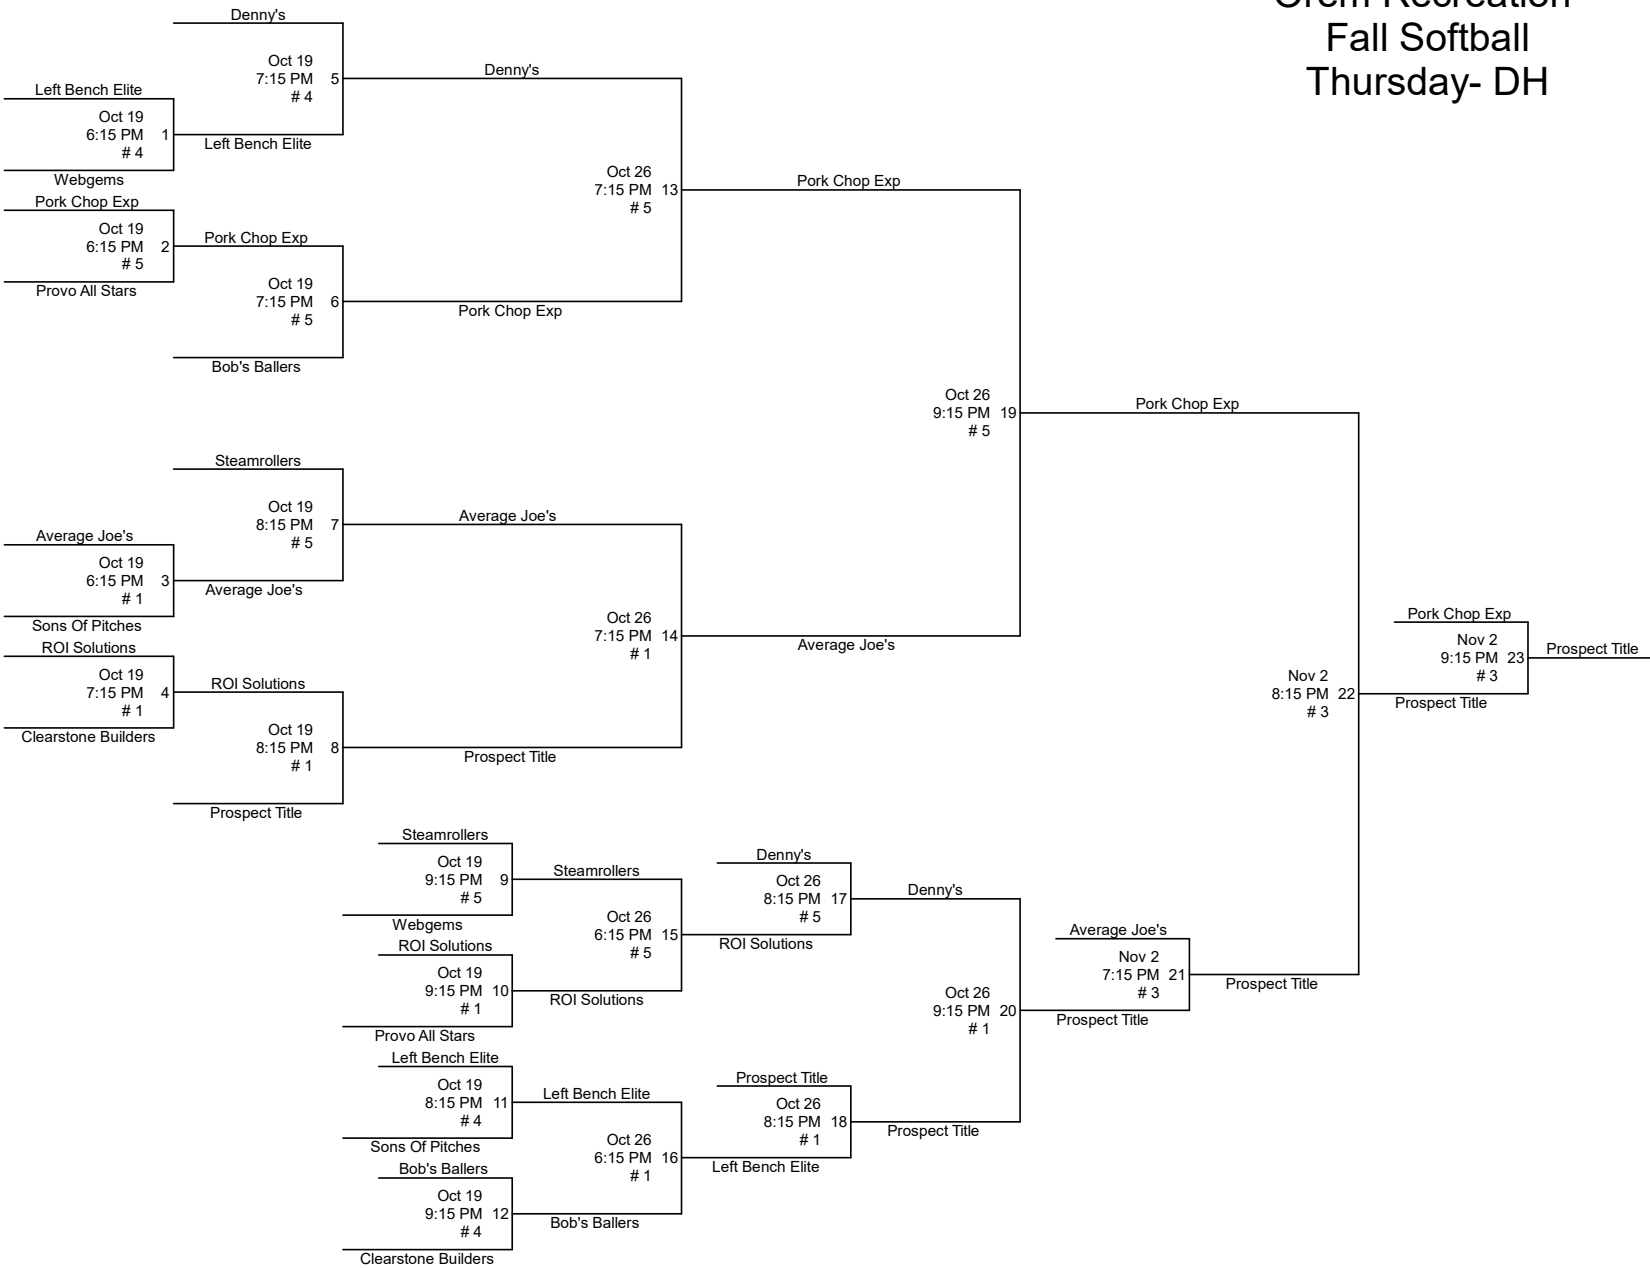 Orem Recreation
Fall Softball
Thursday- DH
Denny's
Oct 19
7:15 PM 5
# 4
Denny's
Left Bench Elite
Oct 19
6:15 PM 1
# 4
Left Bench Elite
Webgems
Oct 26
7:15 PM 13
# 5
Pork Chop Exp
Pork Chop Exp
Oct 19
6:15 PM 2
# 5
Pork Chop Exp
Provo All Stars
Oct 19
7:15 PM 6
# 5
Pork Chop Exp
Bob's Ballers
Oct 26
9:15 PM 19
# 5
Pork Chop Exp
Steamrollers
Oct 19
8:15 PM 7
# 5
Average Joe's
Average Joe's
Oct 19
6:15 PM 3
# 1
Average Joe's
Sons Of Pitches
Oct 26
7:15 PM 14
# 1
Average Joe's
ROI Solutions
Oct 19
7:15 PM 4
# 1
ROI Solutions
Clearstone Builders
Oct 19
8:15 PM 8
# 1
Prospect Title
Prospect Title
Pork Chop Exp
Nov 2
9:15 PM 23
# 3
Prospect Title
Nov 2
8:15 PM 22
# 3
Prospect Title
Steamrollers
Oct 19
9:15 PM 9
# 5
Steamrollers
Webgems
Oct 26
6:15 PM 15
# 5
ROI Solutions
Oct 19
9:15 PM 10
# 1
ROI Solutions
Provo All Stars
Denny's
Oct 26
8:15 PM 17
# 5
Denny's
ROI Solutions
Average Joe's
Nov 2
7:15 PM 21
# 3
Prospect Title
Oct 26
9:15 PM 20
# 1
Prospect Title
Left Bench Elite
Oct 19
8:15 PM 11
# 4
Left Bench Elite
Sons Of Pitches
Oct 26
6:15 PM 16
# 1
Prospect Title
Oct 26
8:15 PM 18
# 1
Prospect Title
Left Bench Elite
Bob's Ballers
Oct 19
9:15 PM 12
# 4
Bob's Ballers
Clearstone Builders